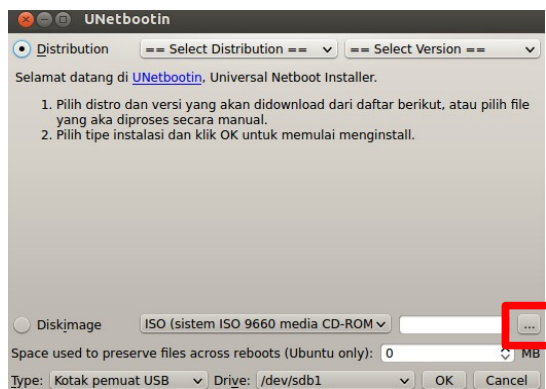 UNetbootin
Distribution == Select Distribution == == Select Version ==
Selamat datang di UNetbootin, Universal Netboot Installer.
1. Pilih distro dan versi yang akan didownload dari daftar berikut, atau pilih file
yang aka diproses secara manual.
2. Pilih tipe instalasi dan klik OK untuk memulai menginstall.
Diskimage ISO (sistem ISO 9660 media CD-ROM ...
Space used to preserve files across reboots (Ubuntu only): 0 MB
Type: Kotak pemuat USB Drive: /dev/sdb1 OK Cancel